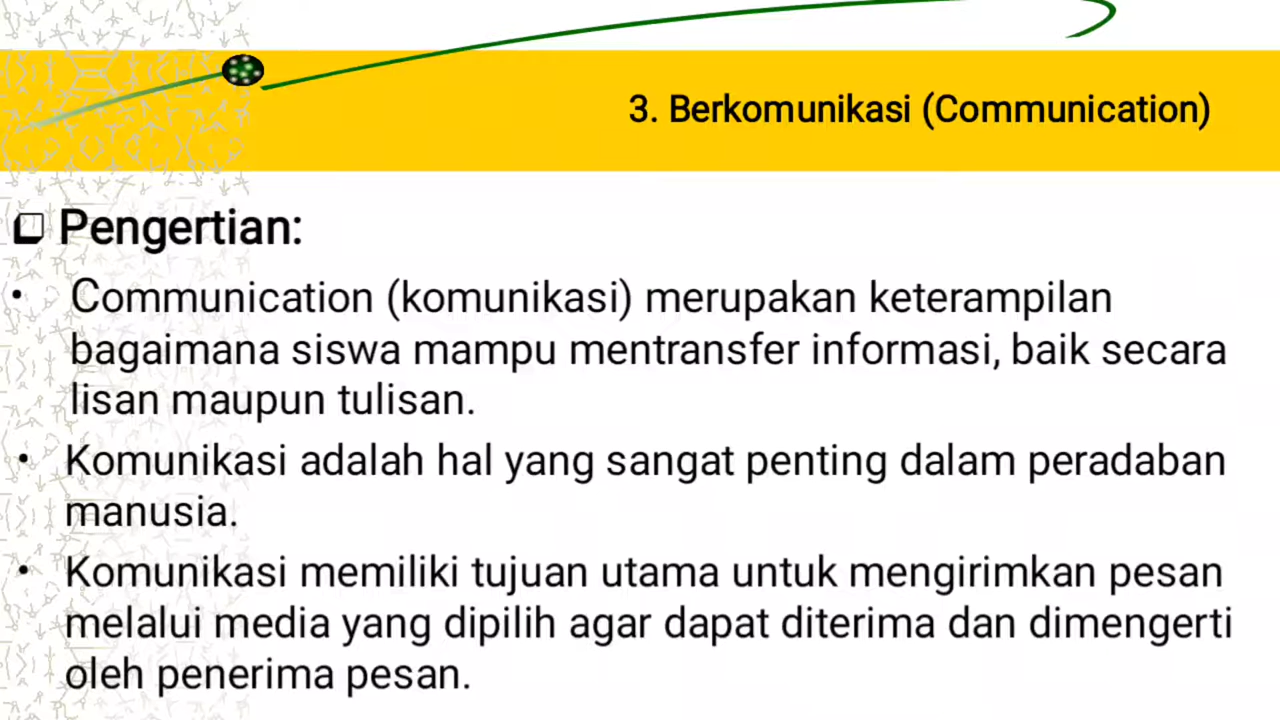 3. Berkomunikasi (Communication)
❑ Pengertian:
• Communication (komunikasi) merupakan keterampilan
bagaimana siswa mampu mentransfer informasi, baik secara
lisan maupun tulisan.
• Komunikasi adalah hal yang sangat penting dalam peradaban
manusia.
• Komunikasi memiliki tujuan utama untuk mengirimkan pesan
melalui media yang dipilih agar dapat diterima dan dimengerti
oleh penerima pesan.